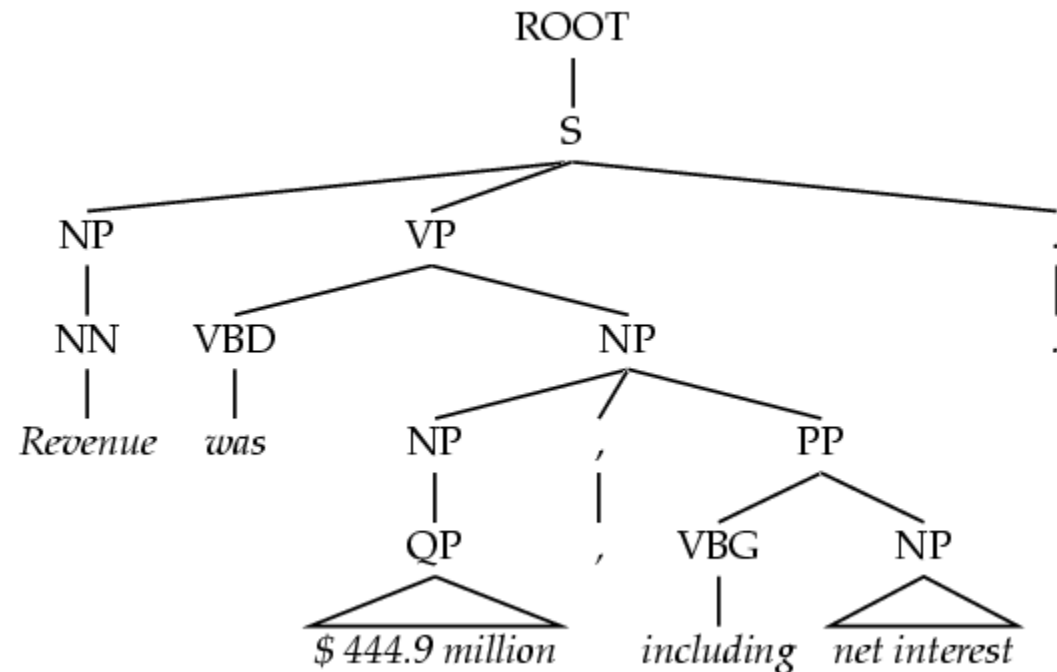 ROOT
S
NP VP .
NN VBD NP .
Revenue was NP , PP
QP , VBG NP
$ 444.9 million including net interest